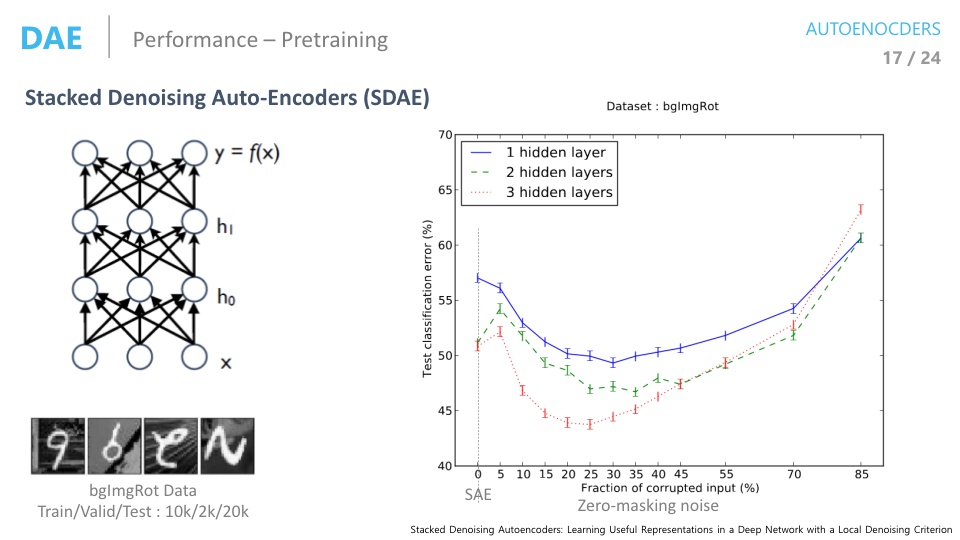 DAE
Performance – Pretraining
AUTOENOCDERS
17 / 24
Stacked Denoising Auto-Encoders (SDAE)
y = f(x)
h1
h0
x
9 6
bgImgRot Data
Train/Valid/Test : 10k/2k/20k
Dataset : bgImgRot
1 hidden layer
2 hidden layers
3 hidden layers
Test classification error (%)
70
65
60
55
50
45
40
0 5 10 15 20 25 30 35 40 45 55 70 85
Fraction of corrupted input (%)
SAE
Zero-masking noise
Stacked Denoising Autoencoders: Learning Useful Representations in a Deep Network with a Local Denoising Criterion